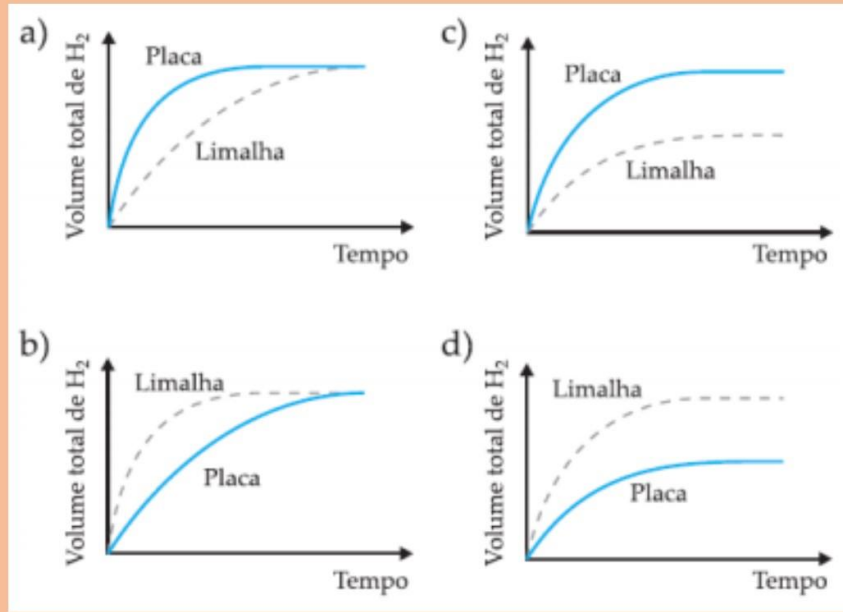 a)
Volume total de H₂
Placa
Limalha
Tempo
c)
Volume total de H₂
Placa
Limalha
Tempo
b)
Volume total de H₂
Limalha
Placa
Tempo
d)
Volume total de H₂
Limalha
Placa
Tempo